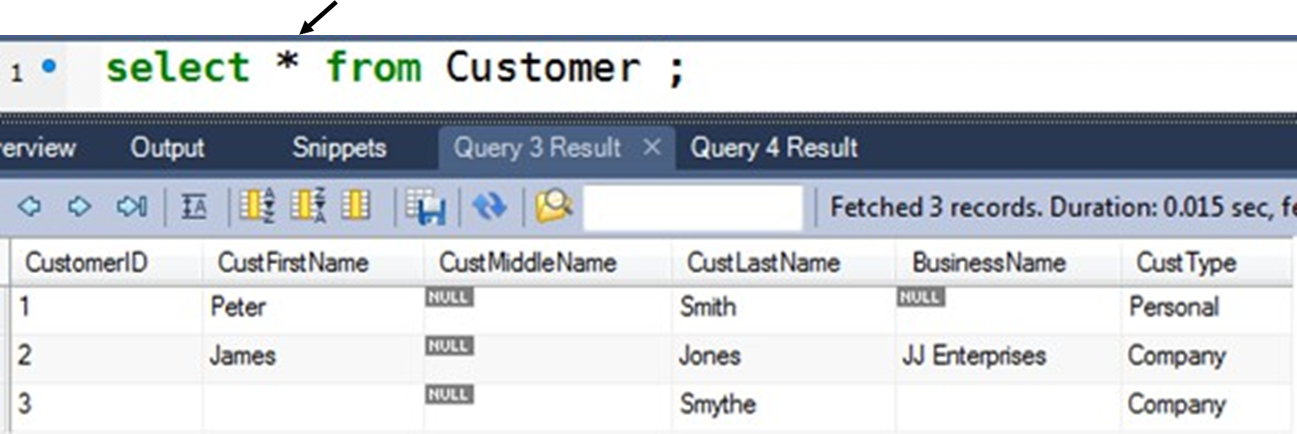 1 select * from Customer ;
erview Output Snippets Query 3 Result × Query 4 Result
Fetched 3 records. Duration: 0.015 sec, fe
CustomerID CustFirstName CustMiddleName CustLastName BusinessName CustType
1 Peter NULL Smith NULL Personal
2 James NULL Jones JJ Enterprises Company
3 NULL Smythe Company